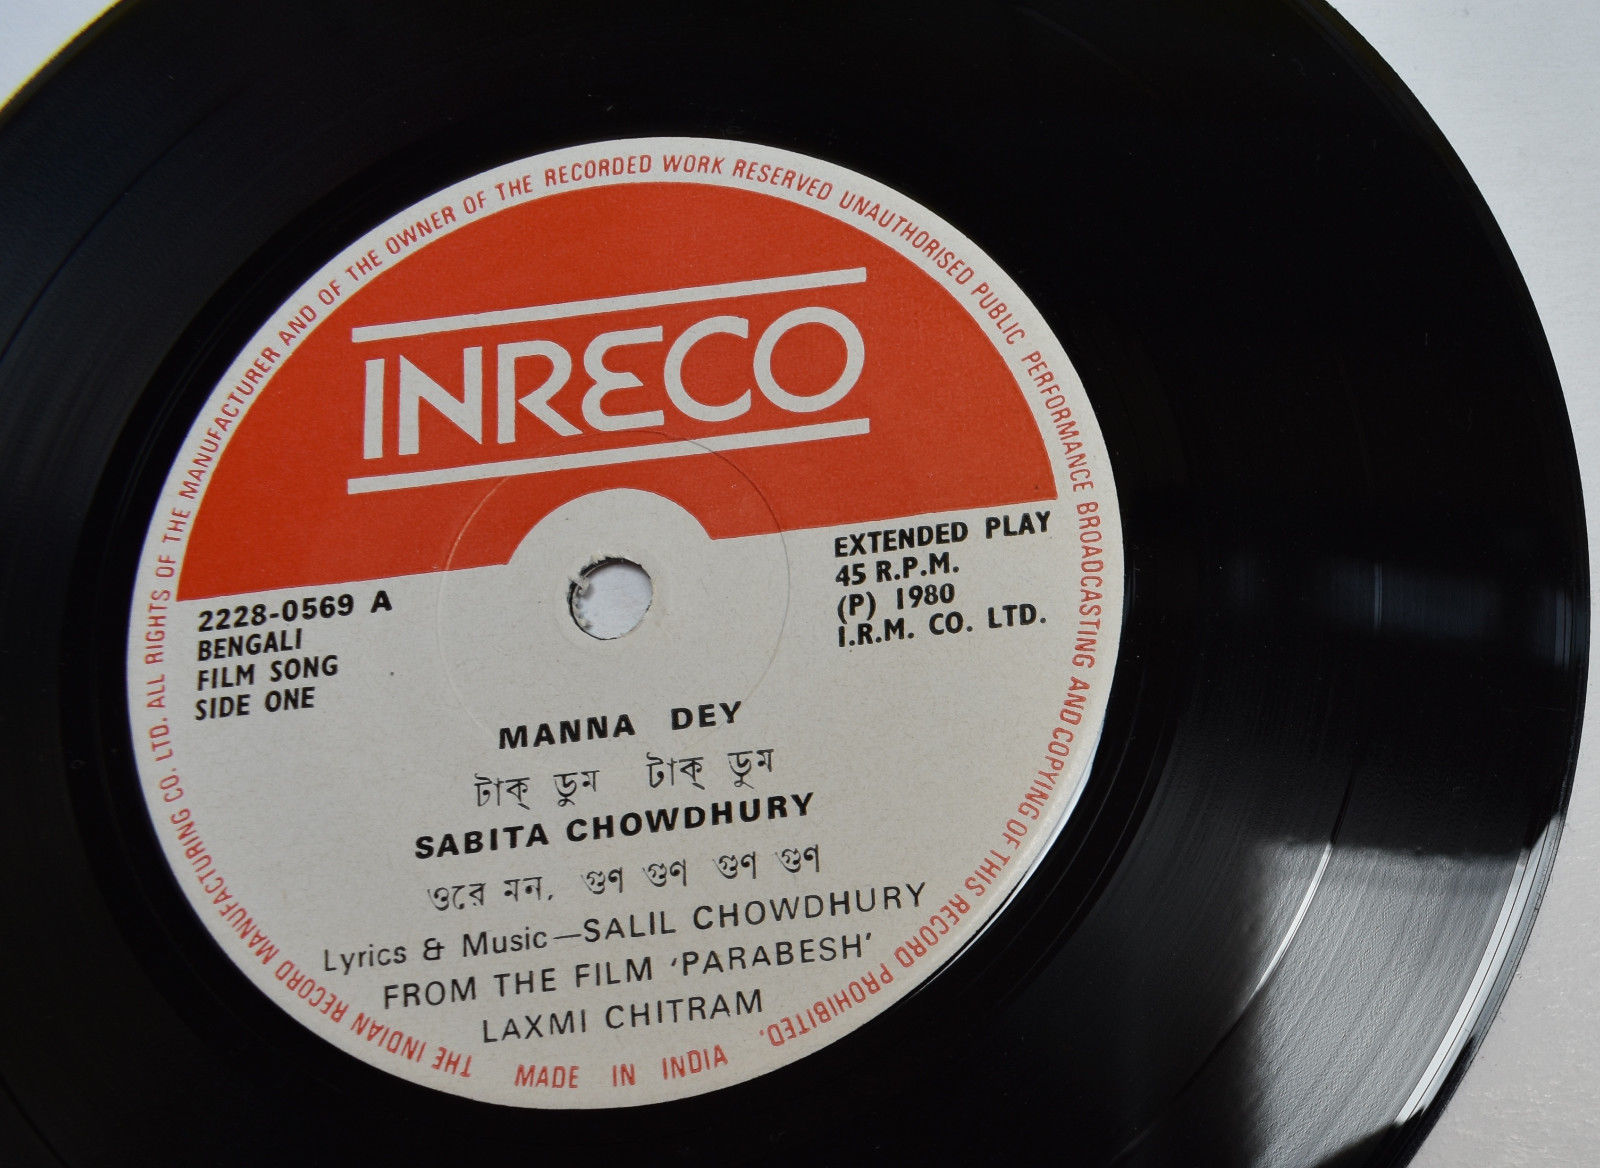 THE INDIAN RECORD MANUFACTURING CO. LTD. ALL RIGHTS OF THE MANUFACTURER AND OF THE OWNER OF THE RECORDED WORK RESERVED UNAUTHORISED PUBLIC PERFORMANCE BROADCASTING AND COPYING OF THIS RECORD PROHIBITED.
INRECO
2228-0569 A
BENGALI
FILM SONG
SIDE ONE
EXTENDED PLAY
45 R.P.M.
(P) 1980
I.R.M. CO. LTD.
MANNA DEY
টাক্ ডুম টাক্ ডুম
SABITA CHOWDHURY
ওরে মন, গুণ গুণ গুণ গুণ
Lyrics & Music—SALIL CHOWDHURY
FROM THE FILM ‘PARABESH’
LAXMI CHITRAM
MADE IN INDIA